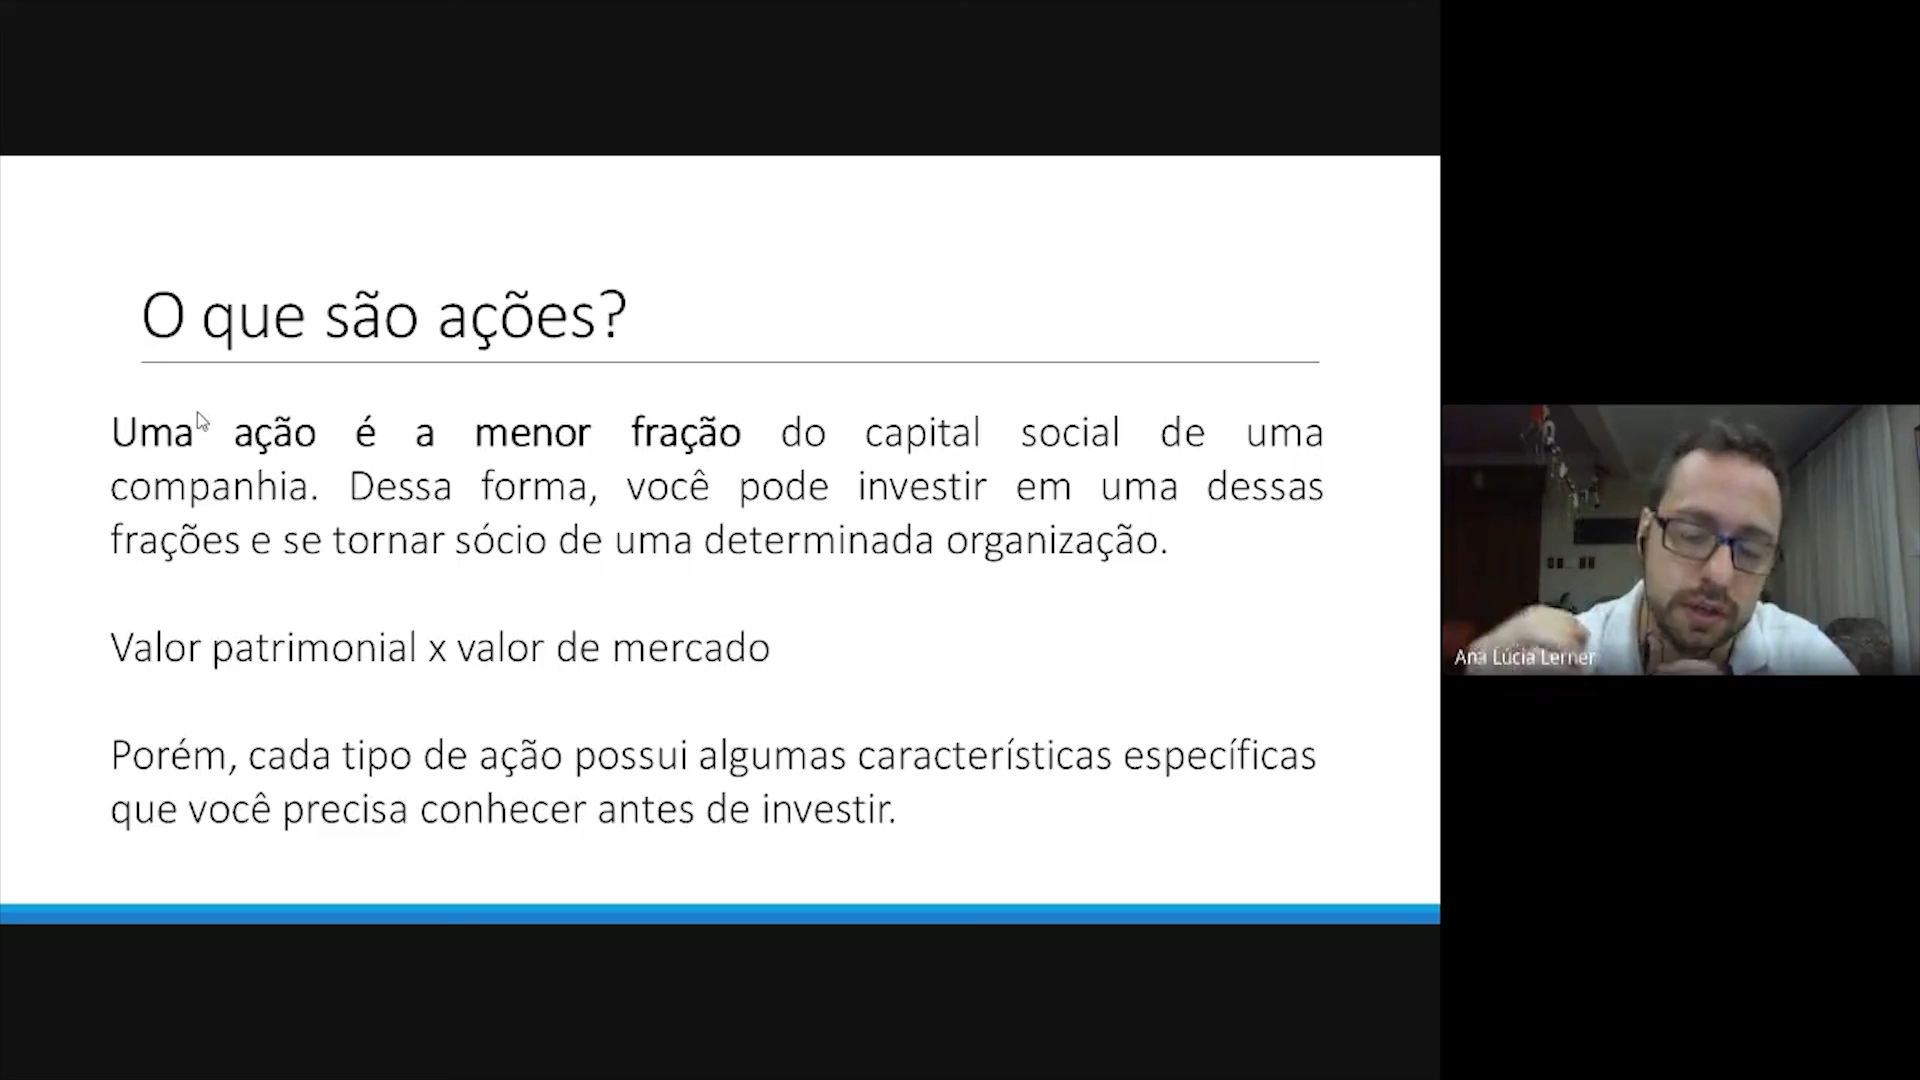 O que são ações?
Uma ação é a menor fração do capital social de uma
companhia. Dessa forma, você pode investir em uma dessas
frações e se tornar sócio de uma determinada organização.
Valor patrimonial x valor de mercado
Porém, cada tipo de ação possui algumas características específicas
que você precisa conhecer antes de investir.
Ana Lúcia Lerner